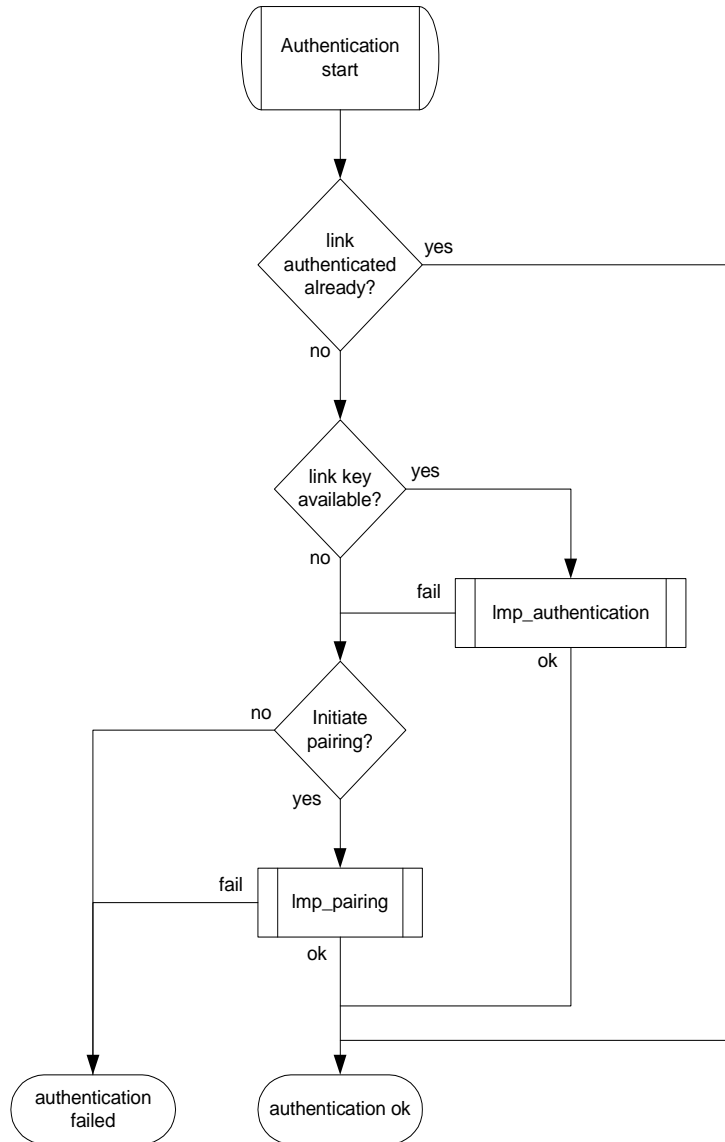 Authentication
start
link
authenticated
already?
yes
no
link key
available?
yes
no
fail
lmp_authentication
ok
no
Initiate
pairing?
yes
fail
lmp_pairing
ok
authentication
failed
authentication ok